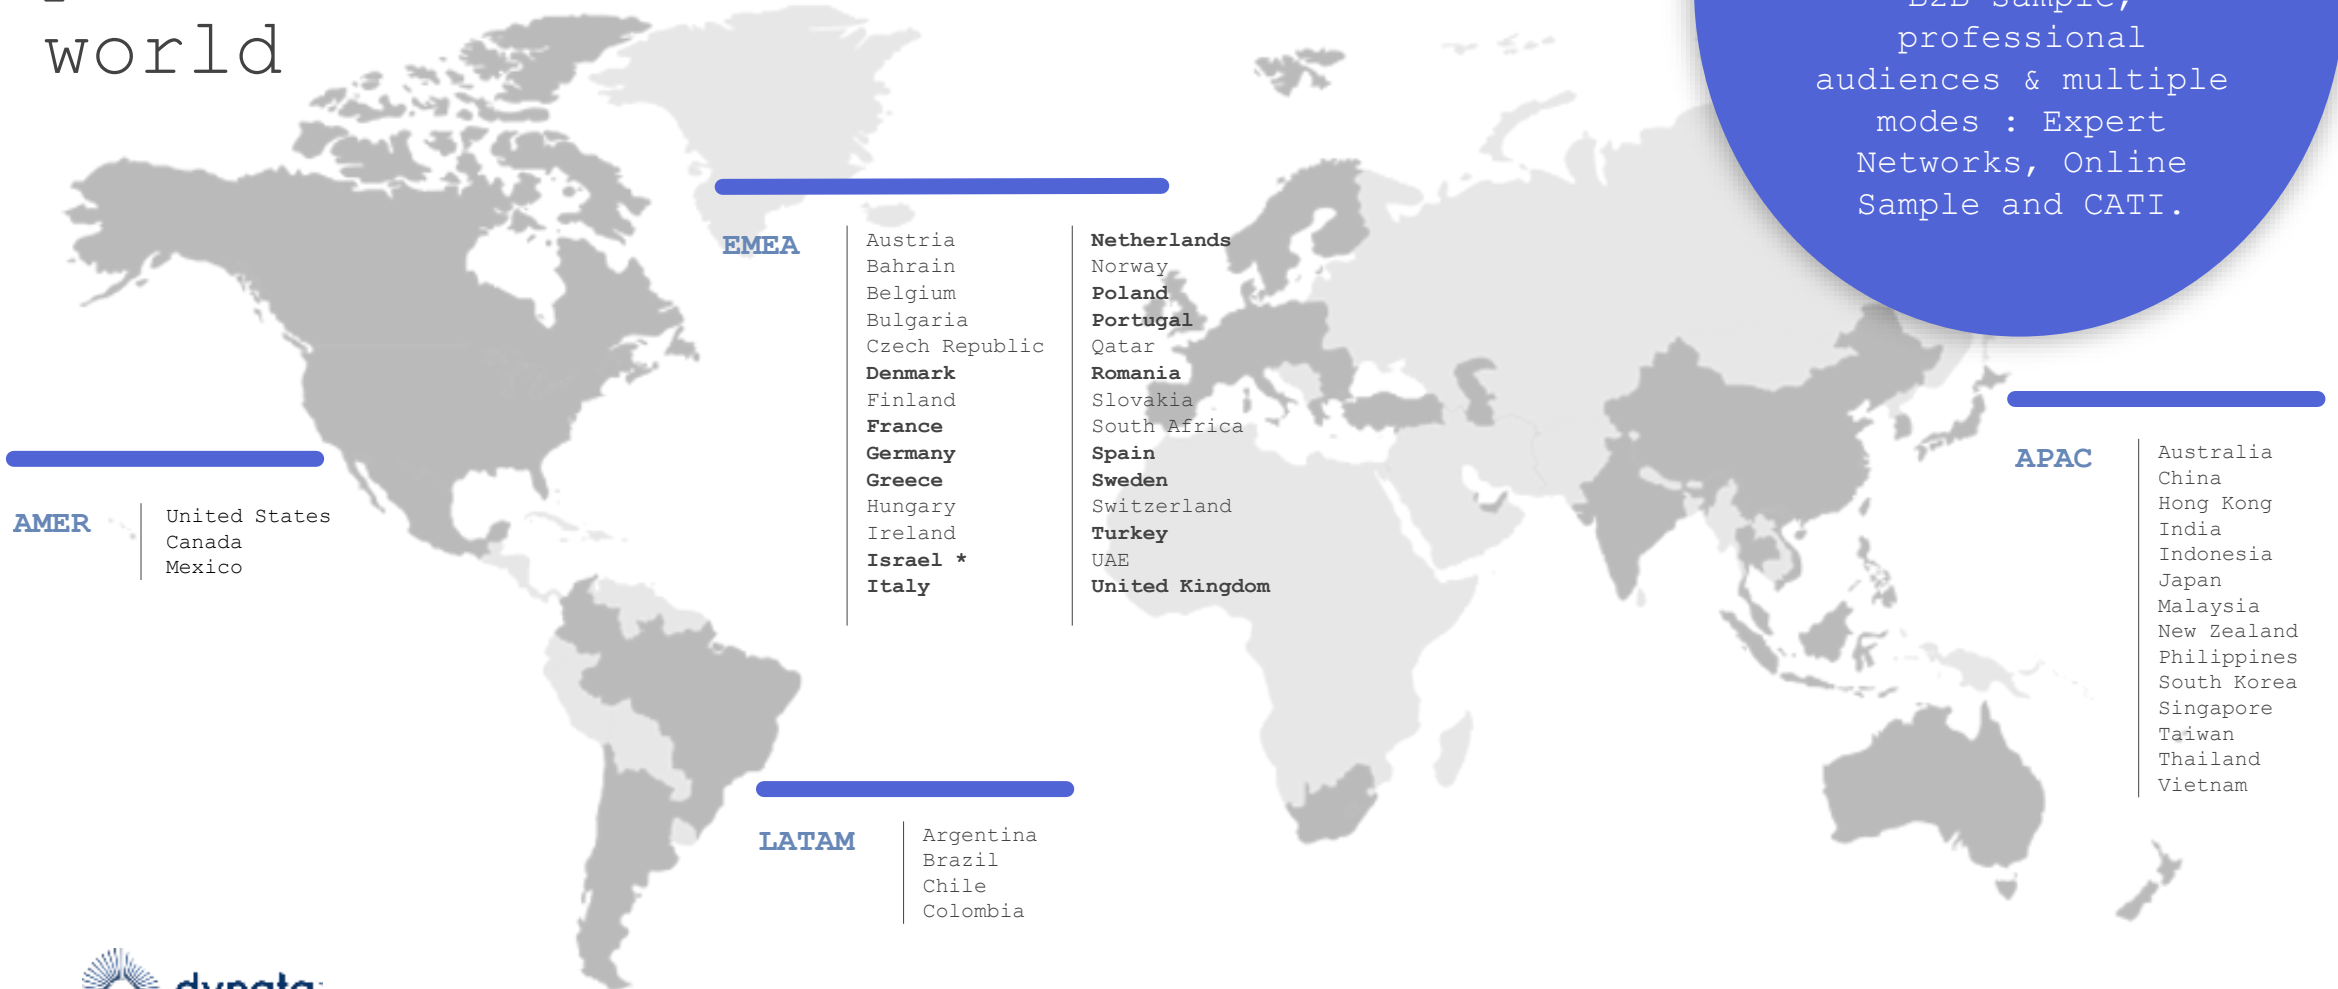 world
B2B sample,
professional
audiences & multiple
modes : Expert
Networks, Online
Sample and CATI.
EMEA
Austria
Bahrain
Belgium
Bulgaria
Czech Republic
Denmark
Finland
France
Germany
Greece
Hungary
Ireland
Israel *
Italy
Netherlands
Norway
Poland
Portugal
Qatar
Romania
Slovakia
South Africa
Spain
Sweden
Switzerland
Turkey
UAE
United Kingdom
AMER
United States
Canada
Mexico
APAC
Australia
China
Hong Kong
India
Indonesia
Japan
Malaysia
New Zealand
Philippines
South Korea
Singapore
Taiwan
Thailand
Vietnam
LATAM
Argentina
Brazil
Chile
Colombia
dynata